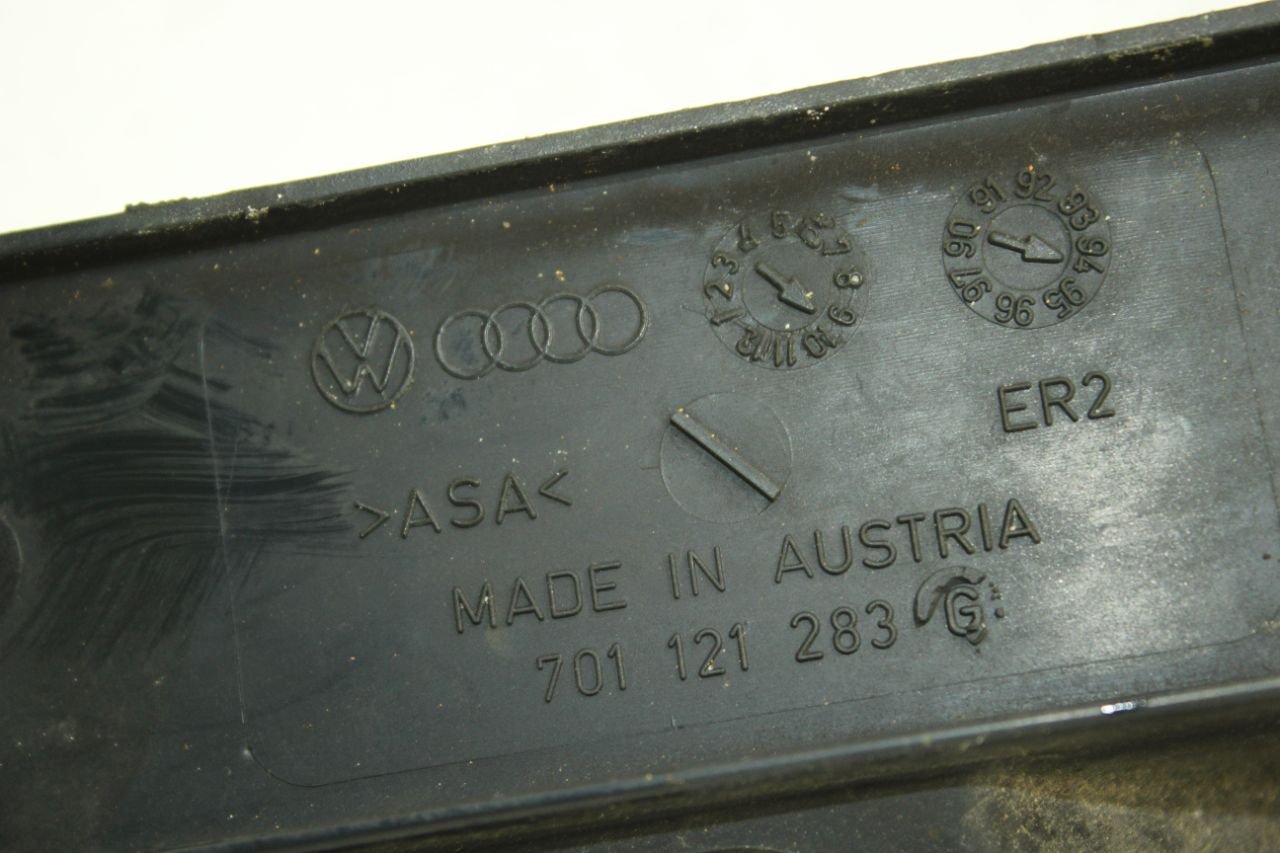 1 2 3 4 5 6 7 8 9 10 11 12
90 91 92 93 94 95 96 97
VW
ER2
>ASA<
MADE IN AUSTRIA
701 121 283 G